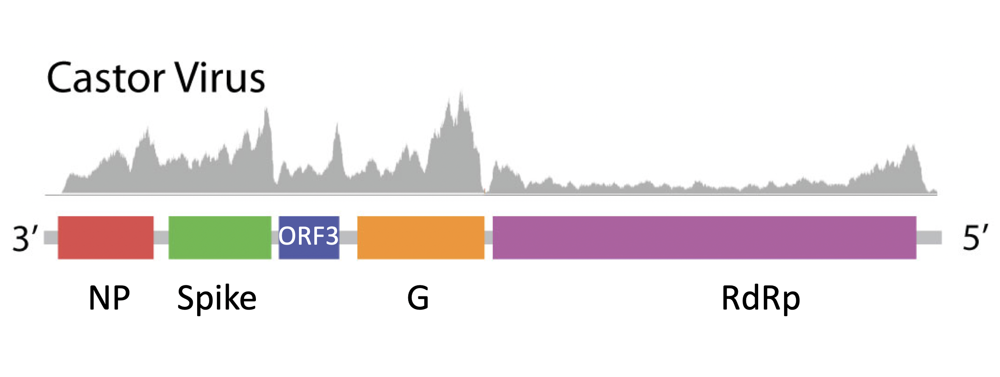 Castor Virus
3′ ORF3 5′
NP Spike G RdRp